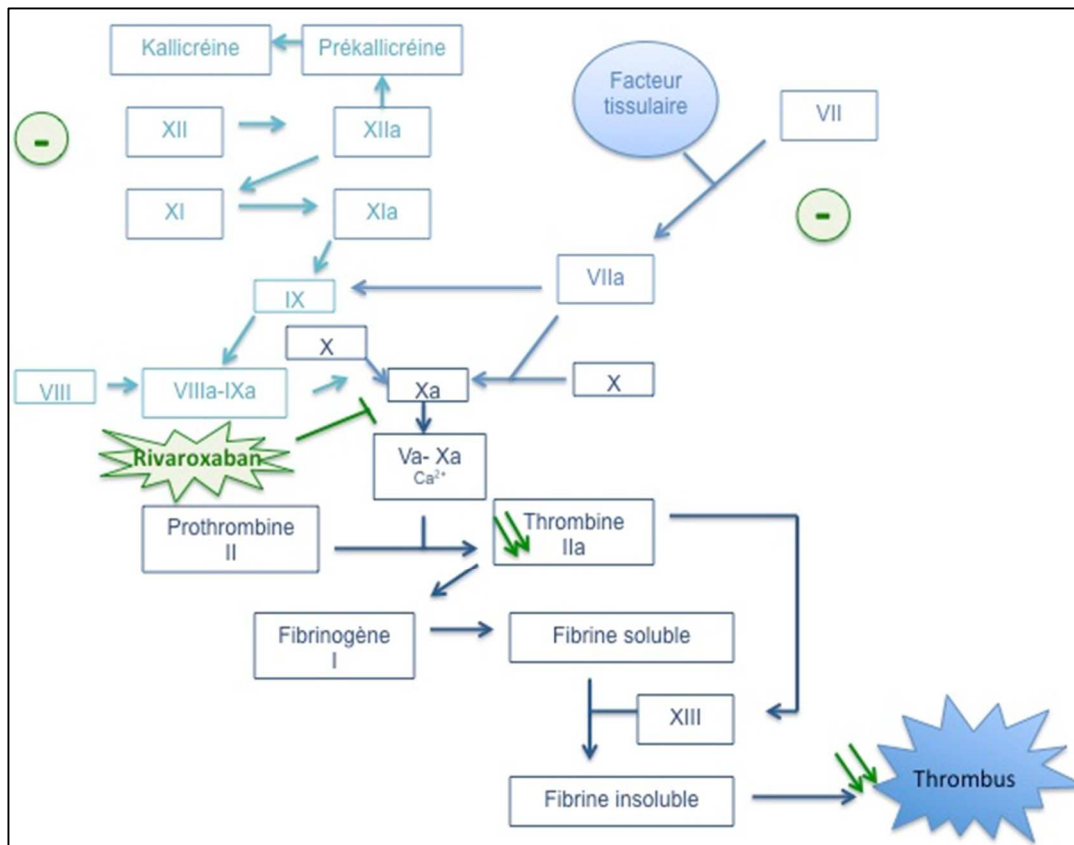 Kallicréine
Prékallicréine
Facteur
tissulaire
VII
XII
XIIa
-
XI
XIa
-
VIIa
IX
X
X
VIII
VIIIa-IXa
Xa
Rivaroxaban
Va- Xa
Ca²⁺
Prothrombine
II
Thrombine
IIa
Fibrinogène
I
Fibrine soluble
XIII
Thrombus
Fibrine insoluble